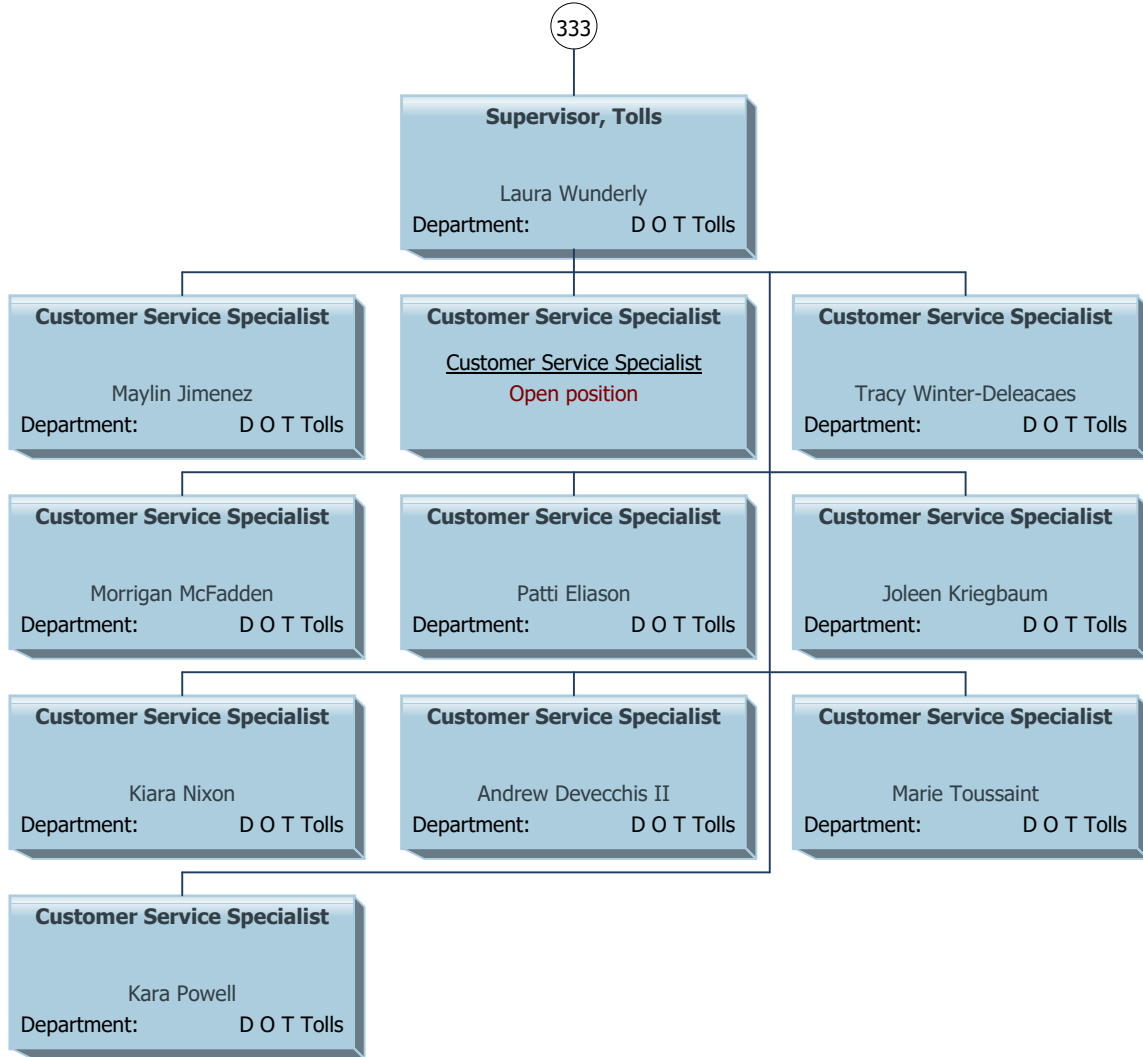 333
Supervisor, Tolls
Laura Wunderly
Department: D O T Tolls
Customer Service Specialist
Maylin Jimenez
Department: D O T Tolls
Customer Service Specialist
Customer Service Specialist
Open position
Customer Service Specialist
Tracy Winter-Deleacaes
Department: D O T Tolls
Customer Service Specialist
Morrigan McFadden
Department: D O T Tolls
Customer Service Specialist
Patti Eliason
Department: D O T Tolls
Customer Service Specialist
Joleen Kriegbaum
Department: D O T Tolls
Customer Service Specialist
Kiara Nixon
Department: D O T Tolls
Customer Service Specialist
Andrew Devecchis II
Department: D O T Tolls
Customer Service Specialist
Marie Toussaint
Department: D O T Tolls
Customer Service Specialist
Kara Powell
Department: D O T Tolls